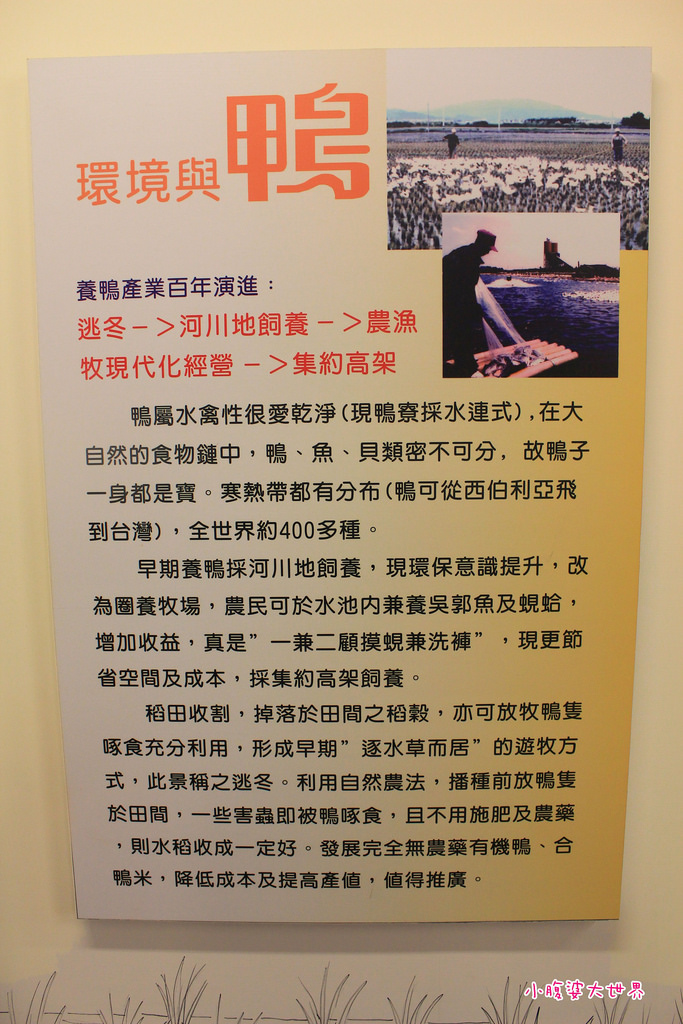 環境與鴨
養鴨產業百年演進：
逃冬－＞河川地飼養－＞農漁
牧現代化經營－＞集約高架
鴨屬水禽性很愛乾淨(現鴨寮採水連式),在大
自然的食物鏈中，鴨、魚、貝類密不可分, 故鴨子
一身都是寶。寒熱帶都有分布(鴨可從西伯利亞飛
到台灣)，全世界約400多種。
早期養鴨採河川地飼養，現環保意識提升，改
為圈養牧場，農民可於水池內兼養吳郭魚及蜆蛤，
增加收益，真是”一兼二顧摸蜆兼洗褲”，現更節
省空間及成本，採集約高架飼養。
稻田收割，掉落於田間之稻穀，亦可放牧鴨隻
啄食充分利用，形成早期”逐水草而居”的遊牧方
式，此景稱之逃冬。利用自然農法，播種前放鴨隻
於田間，一些害蟲即被鴨啄食，且不用施肥及農藥
，則水稻收成一定好。發展完全無農藥有機鴨、合
鴨米，降低成本及提高產值，值得推廣。
小腹婆大世界